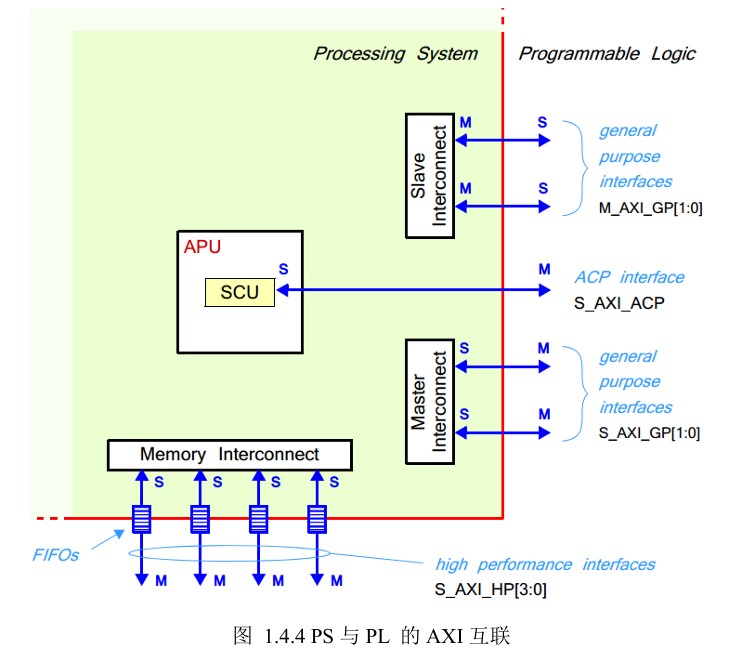 Processing System
Programmable Logic
Slave Interconnect
M
S
M
S
general
purpose
interfaces
M_AXI_GP[1:0]
APU
SCU
S
M
ACP interface
S_AXI_ACP
Master Interconnect
S
M
S
M
general
purpose
interfaces
S_AXI_GP[1:0]
Memory Interconnect
S
S
S
S
FIFOs
M
M
M
M
high performance interfaces
S_AXI_HP[3:0]
图 1.4.4 PS 与 PL 的 AXI 互联